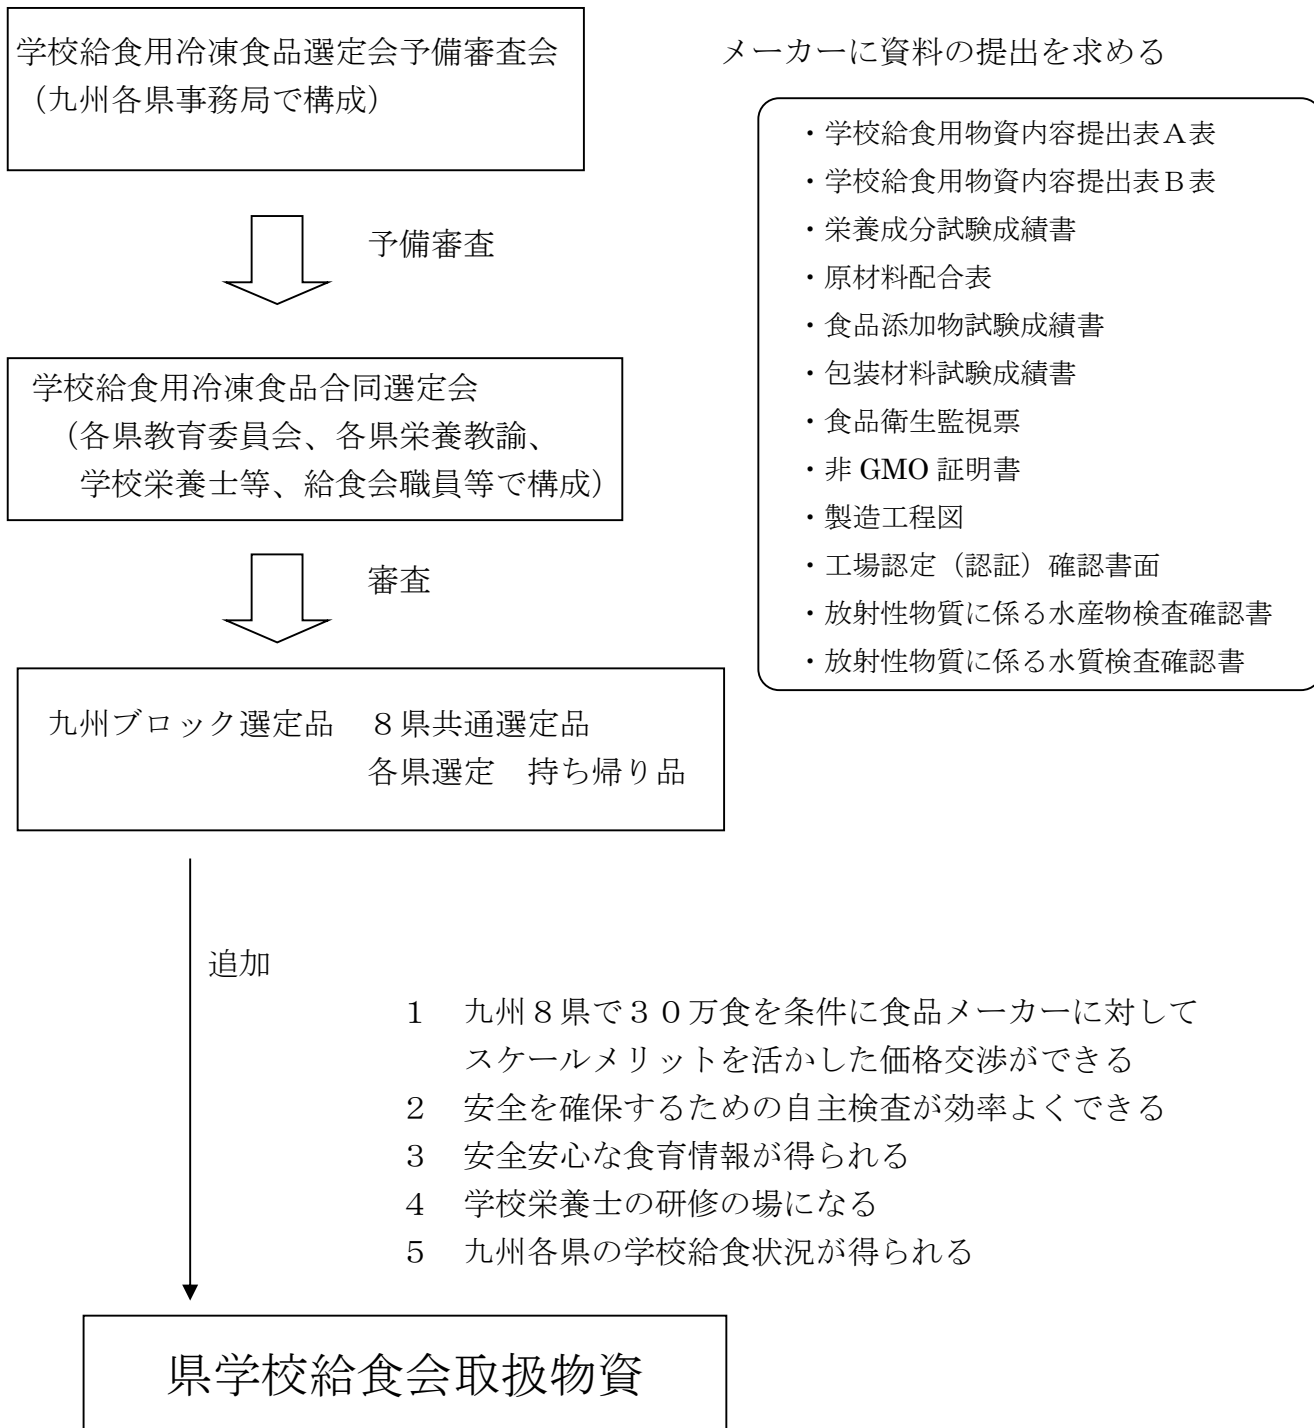 学校給食用冷凍食品選定会予備審査会
（九州各県事務局で構成）
予備審査
学校給食用冷凍食品合同選定会
（各県教育委員会、各県栄養教諭、
学校栄養士等、給食会職員等で構成）
審査
九州ブロック選定品　８県共通選定品
各県選定　持ち帰り品
メーカーに資料の提出を求める
・学校給食用物資内容提出表Ａ表
・学校給食用物資内容提出表Ｂ表
・栄養成分試験成績書
・原材料配合表
・食品添加物試験成績書
・包装材料試験成績書
・食品衛生監視票
・非 GMO 証明書
・製造工程図
・工場認定（認証）確認書面
・放射性物質に係る水産物検査確認書
・放射性物質に係る水質検査確認書
追加
１　九州８県で３０万食を条件に食品メーカーに対して
スケールメリットを活かした価格交渉ができる
２　安全を確保するための自主検査が効率よくできる
３　安全安心な食育情報が得られる
４　学校栄養士の研修の場になる
５　九州各県の学校給食状況が得られる
県学校給食会取扱物資